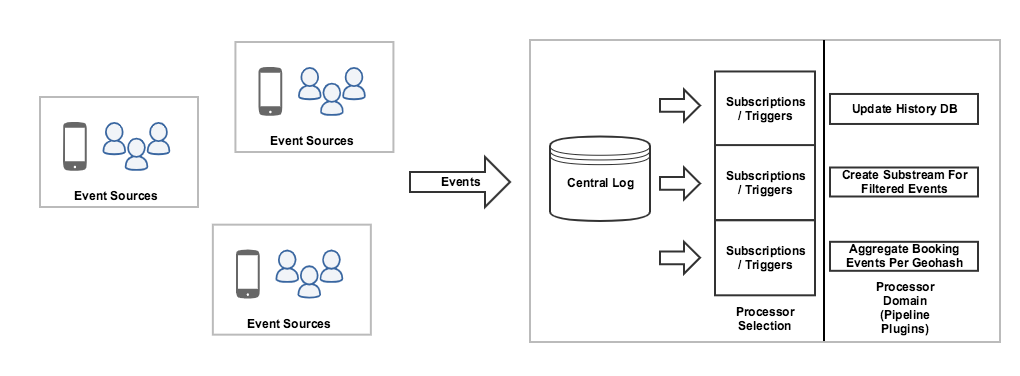 Event Sources
Event Sources
Event Sources
Events
Central Log
Subscriptions
/ Triggers
Subscriptions
/ Triggers
Subscriptions
/ Triggers
Processor
Selection
Update History DB
Create Substream For
Filtered Events
Aggregate Booking
Events Per Geohash
Processor
Domain
(Pipeline
Plugins)